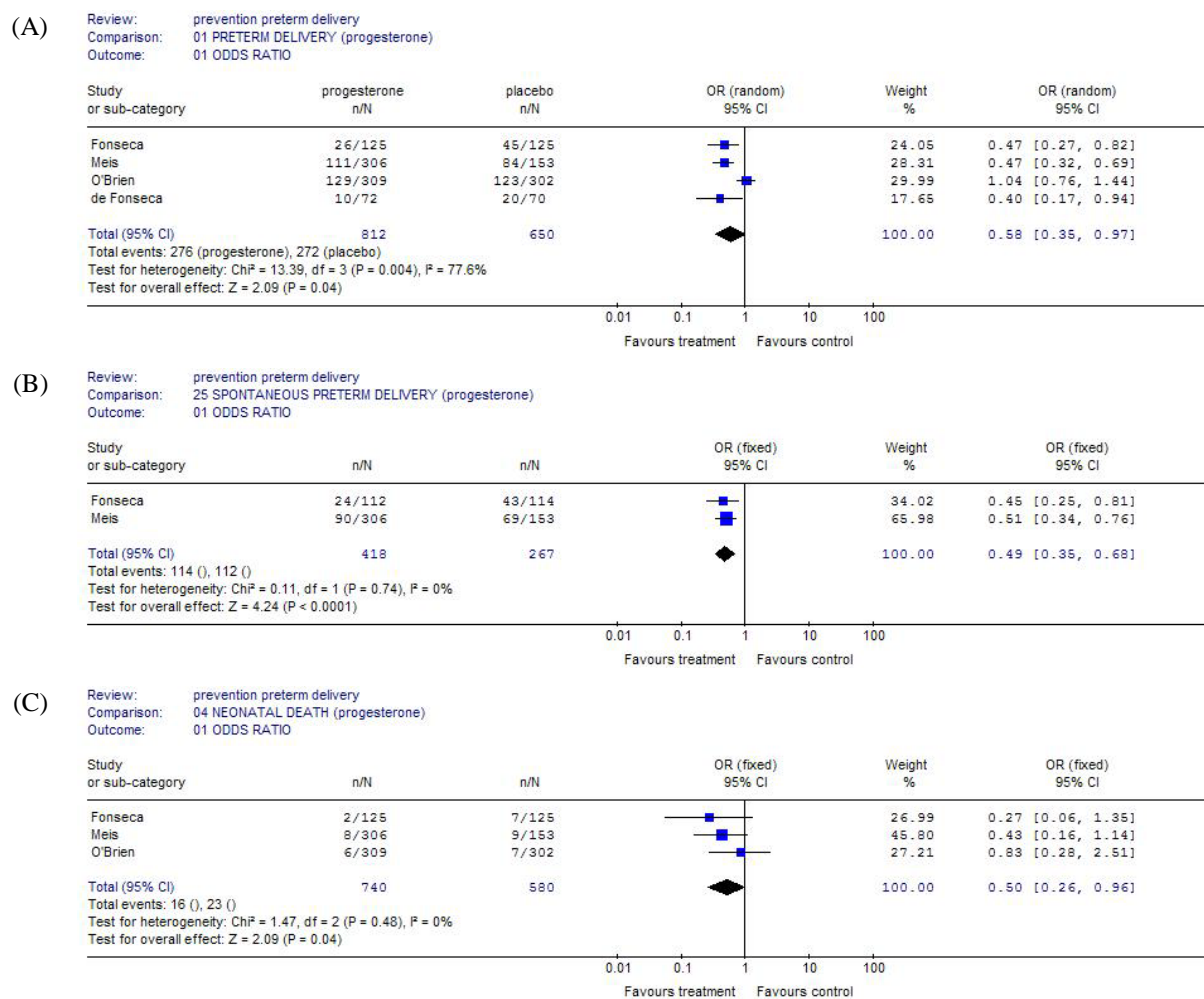 (A)
Review: prevention preterm delivery
Comparison: 01 PRETERM DELIVERY (progesterone)
Outcome: 01 ODDS RATIO
Study progesterone placebo OR (random) Weight OR (random)
or sub-category n/N n/N 95% CI % 95% CI
Fonseca 26/125 45/125 24.05 0.47 [0.27, 0.82]
Meis 111/306 84/153 28.31 0.47 [0.32, 0.69]
O'Brien 129/309 123/302 29.99 1.04 [0.76, 1.44]
de Fonseca 10/72 20/70 17.65 0.40 [0.17, 0.94]
Total (95% CI) 812 650 100.00 0.58 [0.35, 0.97]
Total events: 276 (progesterone), 272 (placebo)
Test for heterogeneity: Chi² = 13.39, df = 3 (P = 0.004), I² = 77.6%
Test for overall effect: Z = 2.09 (P = 0.04)
0.01 0.1 1 10 100
Favours treatment Favours control
(B)
Review: prevention preterm delivery
Comparison: 25 SPONTANEOUS PRETERM DELIVERY (progesterone)
Outcome: 01 ODDS RATIO
Study OR (fixed) Weight OR (fixed)
or sub-category n/N n/N 95% CI % 95% CI
Fonseca 24/112 43/114 34.02 0.45 [0.25, 0.81]
Meis 90/306 69/153 65.98 0.51 [0.34, 0.76]
Total (95% CI) 418 267 100.00 0.49 [0.35, 0.68]
Total events: 114 (), 112 ()
Test for heterogeneity: Chi² = 0.11, df = 1 (P = 0.74), I² = 0%
Test for overall effect: Z = 4.24 (P < 0.0001)
0.01 0.1 1 10 100
Favours treatment Favours control
(C)
Review: prevention preterm delivery
Comparison: 04 NEONATAL DEATH (progesterone)
Outcome: 01 ODDS RATIO
Study OR (fixed) Weight OR (fixed)
or sub-category n/N n/N 95% CI % 95% CI
Fonseca 2/125 7/125 26.99 0.27 [0.06, 1.35]
Meis 8/306 9/153 45.80 0.43 [0.16, 1.14]
O'Brien 6/309 7/302 27.21 0.83 [0.28, 2.51]
Total (95% CI) 740 580 100.00 0.50 [0.26, 0.96]
Total events: 16 (), 23 ()
Test for heterogeneity: Chi² = 1.47, df = 2 (P = 0.48), I² = 0%
Test for overall effect: Z = 2.09 (P = 0.04)
0.01 0.1 1 10 100
Favours treatment Favours control